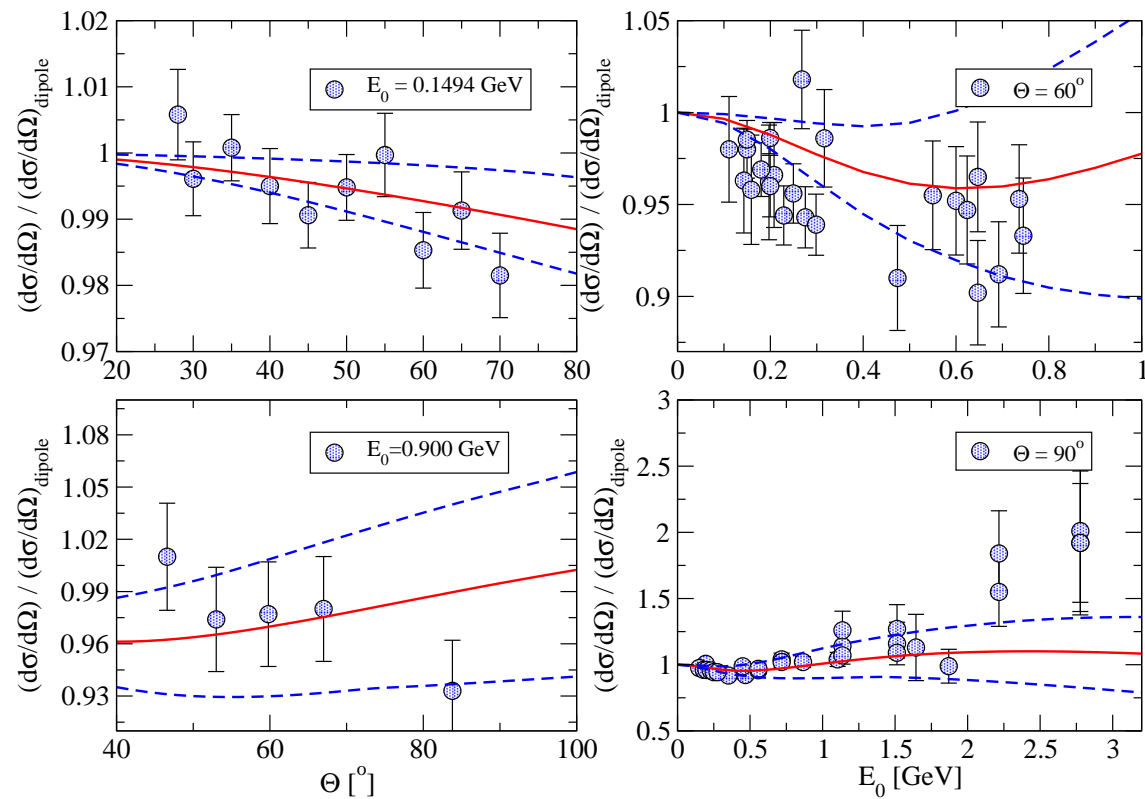 1.02
1.01
1
0.99
0.98
0.97
20 30 40 50 60 70 80
((dσ/dΩ) / (dσ/dΩ)dipole
E0 = 0.1494 GeV
1.05
1
0.95
0.9
0 0.2 0.4 0.6 0.8 1
((dσ/dΩ) / (dσ/dΩ)dipole
Θ = 60°
1.08
1.05
1.02
0.99
0.96
0.93
40 60 80 100
((dσ/dΩ) / (dσ/dΩ)dipole
E0=0.900 GeV
Θ [°]
3
2.5
2
1.5
1
0.5
0 0.5 1 1.5 2 2.5 3
((dσ/dΩ) / (dσ/dΩ)dipole
Θ = 90°
E0 [GeV]